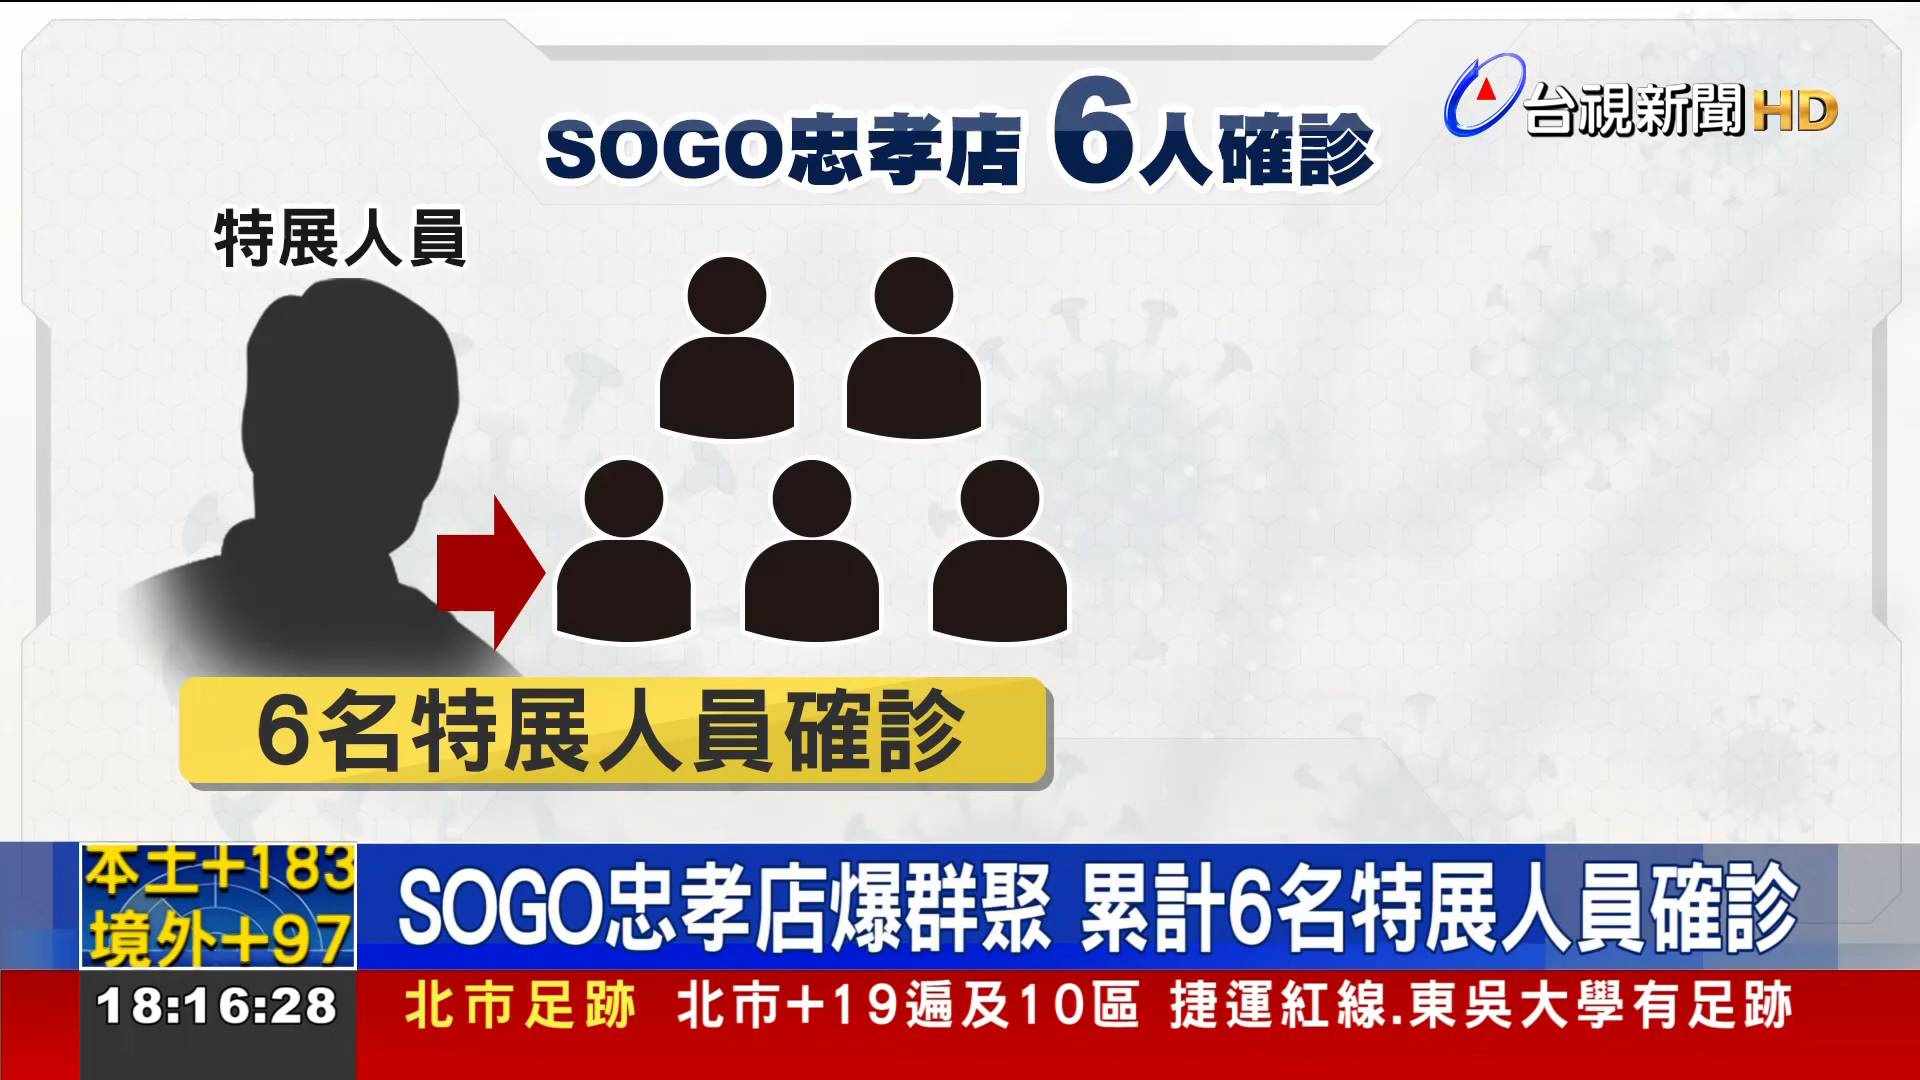 SOGO忠孝店 6人確診
台視新聞HD
特展人員
6名特展人員確診
本土+183
境外+97
SOGO忠孝店爆群聚 累計6名特展人員確診
18:16:28
北市足跡 北市+19遍及10區 捷運紅線.東吳大學有足跡